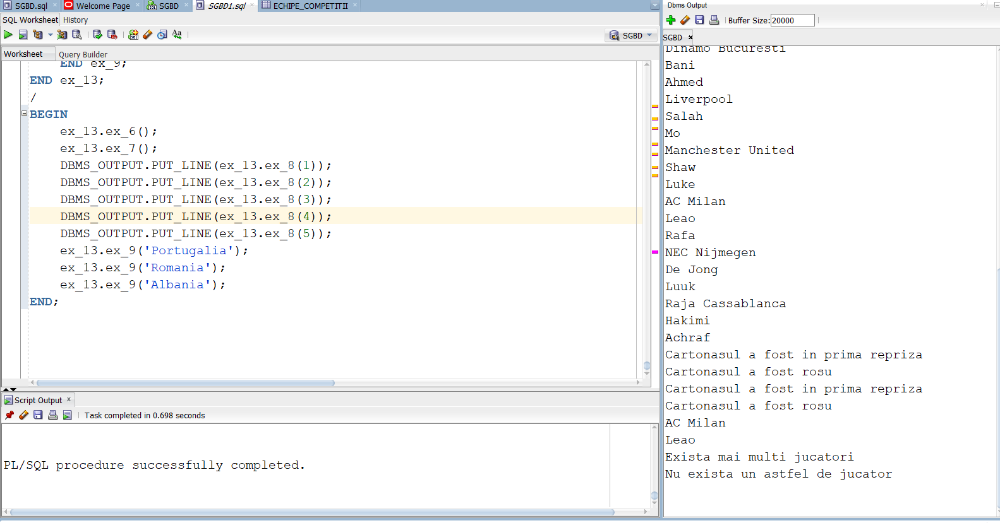 SGBD.sql
Welcome Page
SGBD
SGBD1.sql
ECHIPE_COMPETITII
SQL Worksheet History
SGBD
Worksheet Query Builder
END ex_9;
END ex_13;
/
BEGIN
ex_13.ex_6();
ex_13.ex_7();
DBMS_OUTPUT.PUT_LINE(ex_13.ex_8(1));
DBMS_OUTPUT.PUT_LINE(ex_13.ex_8(2));
DBMS_OUTPUT.PUT_LINE(ex_13.ex_8(3));
DBMS_OUTPUT.PUT_LINE(ex_13.ex_8(4));
DBMS_OUTPUT.PUT_LINE(ex_13.ex_8(5));
ex_13.ex_9('Portugalia');
ex_13.ex_9('Romania');
ex_13.ex_9('Albania');
END;
Script Output
Task completed in 0.698 seconds
PL/SQL procedure successfully completed.
Dbms Output
Buffer Size: 20000
SGBD
Dinamo Bucuresti
Bani
Ahmed
Liverpool
Salah
Mo
Manchester United
Shaw
Luke
AC Milan
Leao
Rafa
NEC Nijmegen
De Jong
Luuk
Raja Cassablanca
Hakimi
Achraf
Cartonasul a fost in prima repriza
Cartonasul a fost rosu
Cartonasul a fost in prima repriza
Cartonasul a fost rosu
AC Milan
Leao
Exista mai multi jucatori
Nu exista un astfel de jucator